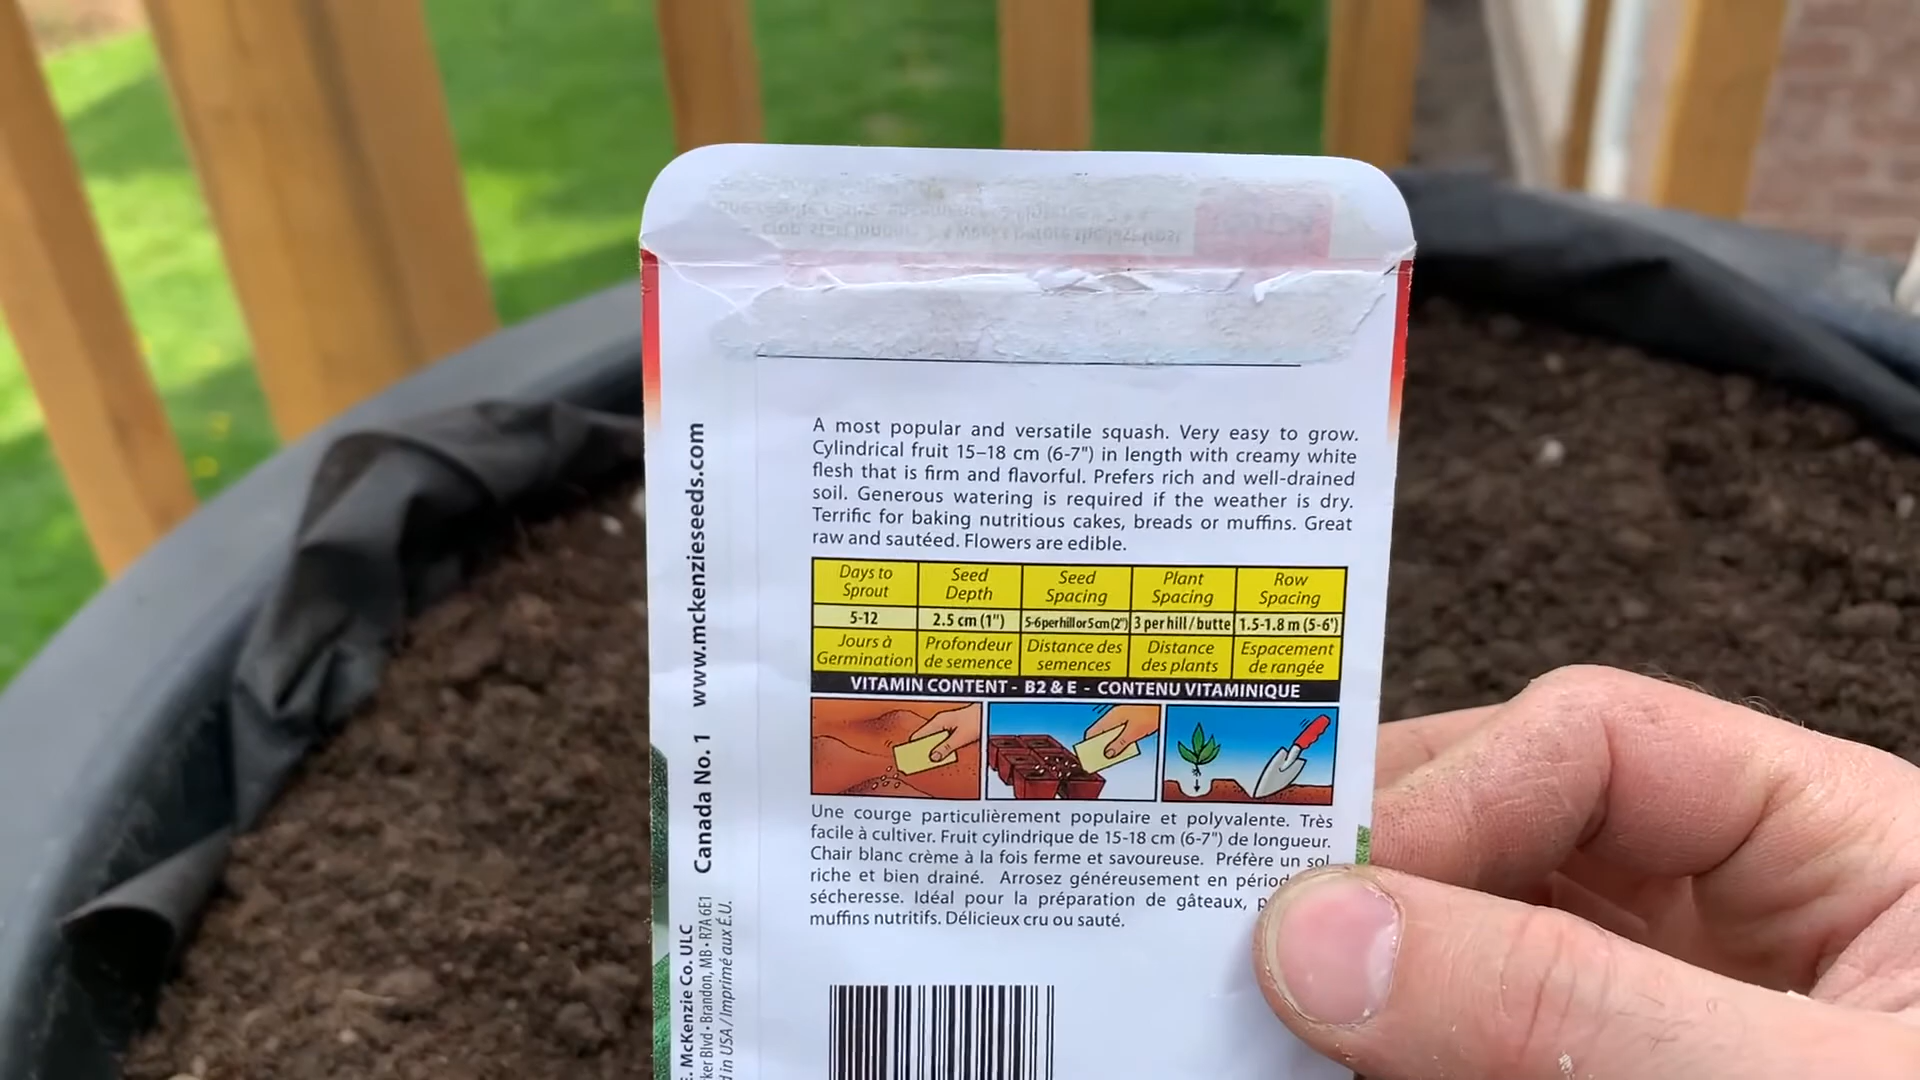 A most popular and versatile squash. Very easy to grow.
Cylindrical fruit 15–18 cm (6-7") in length with creamy white
flesh that is firm and flavorful. Prefers rich and well-drained
soil. Generous watering is required if the weather is dry.
Terrific for baking nutritious cakes, breads or muffins. Great
raw and sautéed. Flowers are edible.
Days to Sprout
Seed Depth
Seed Spacing
Plant Spacing
Row Spacing
5-12
2.5 cm (1")
5-6 per hill or 5 cm (2")
3 per hill / butte
1.5-1.8 m (5-6')
Jours à Germination
Profondeur de semence
Distance des semences
Distance des plants
Espacement de rangée
VITAMIN CONTENT - B2 & E - CONTENU VITAMINIQUE
Une courge particulièrement populaire et polyvalente. Très
facile à cultiver. Fruit cylindrique de 15-18 cm (6-7") de longueur.
Chair blanc crème à la fois ferme et savoureuse. Préfère un sol
riche et bien drainé. Arrosez généreusement en périod
sécheresse. Idéal pour la préparation de gâteaux, p
muffins nutritifs. Délicieux cru ou sauté.
E. McKenzie Co. ULC Canada No. 1 www.mckenzieseeds.com
ker Blvd • Brandon, MB • R7A 6E1
d in USA / Imprimé aux É.U.